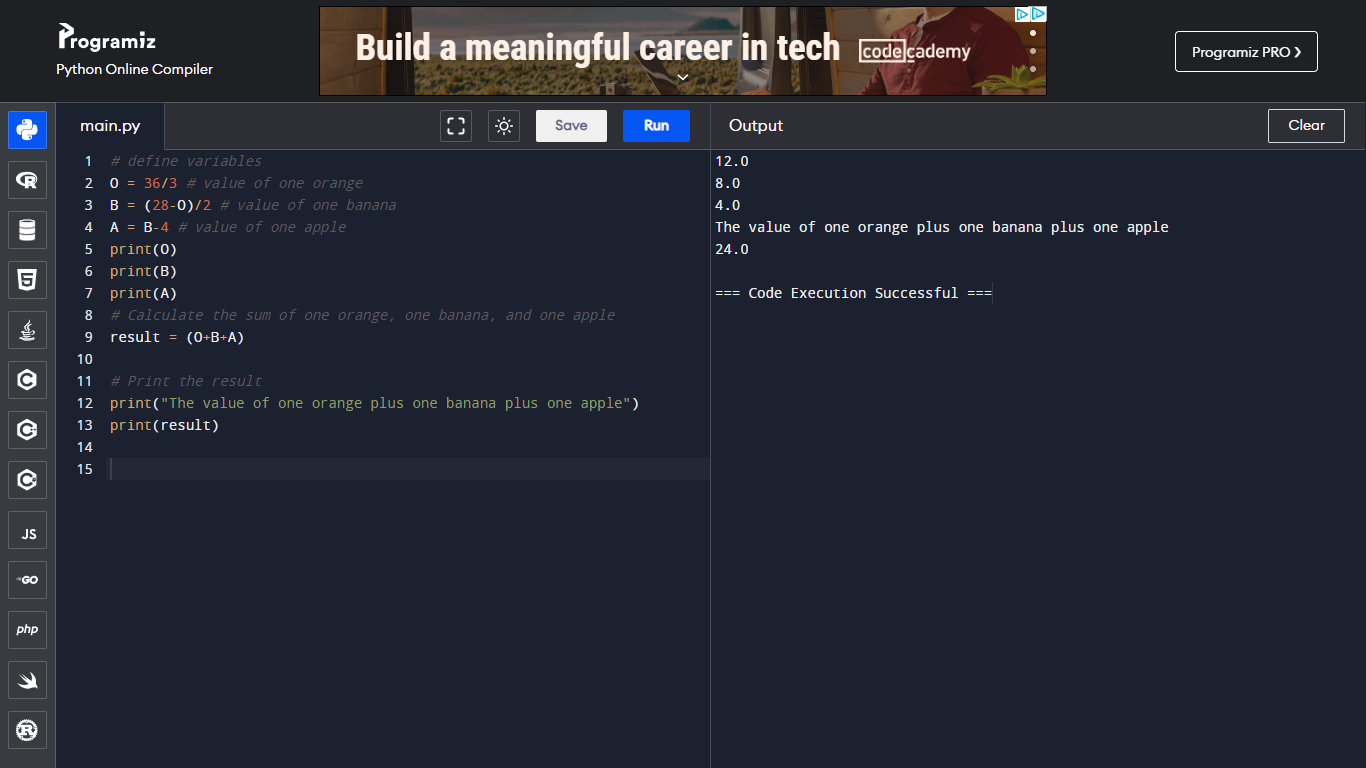 Programiz
Python Online Compiler
Build a meaningful career in tech
codecademy
Programiz PRO
main.py
Save
Run
Output
Clear
1 # define variables
2 O = 36/3 # value of one orange
3 B = (28-O)/2 # value of one banana
4 A = B-4 # value of one apple
5 print(O)
6 print(B)
7 print(A)
8 # Calculate the sum of one orange, one banana, and one apple
9 result = (O+B+A)
10
11 # Print the result
12 print("The value of one orange plus one banana plus one apple")
13 print(result)
14
15
12.0
8.0
4.0
The value of one orange plus one banana plus one apple
24.0
=== Code Execution Successful ===
R
5
C
C
C
JS
GO
php
R